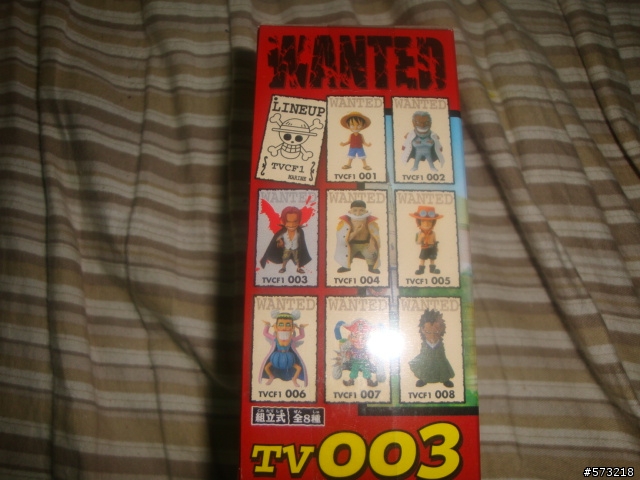 WANTED
LINEUP
TVCF1
MARINE
WANTED
TVCF1 001
WANTED
TVCF1 002
WANTED
TVCF1 003
WANTED
TVCF1 004
WANTED
TVCF1 005
WANTED
TVCF1 006
WANTED
TVCF1 007
WANTED
TVCF1 008
組立式 全8種
TV003
#573218